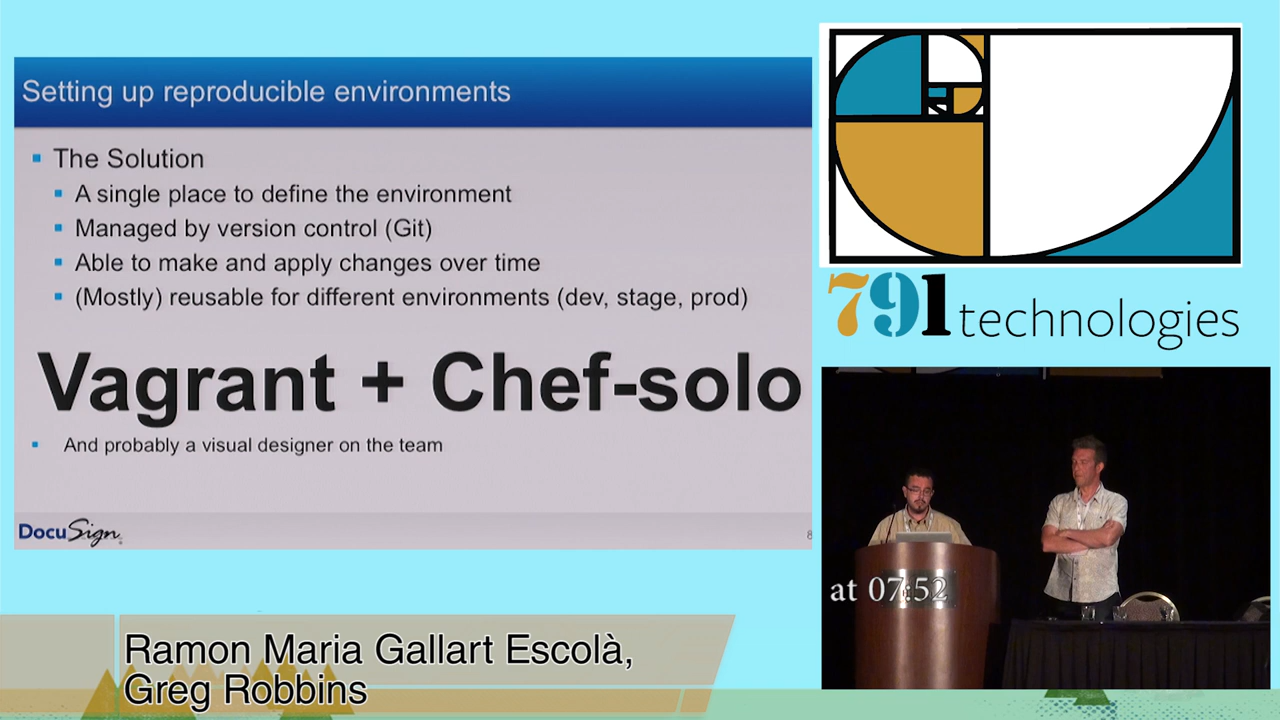 Setting up reproducible environments
The Solution
A single place to define the environment
Managed by version control (Git)
Able to make and apply changes over time
(Mostly) reusable for different environments (dev, stage, prod)
Vagrant + Chef-solo
And probably a visual designer on the team
DocuSign
8
791 technologies
at 07:52
Ramon Maria Gallart Escolà,
Greg Robbins